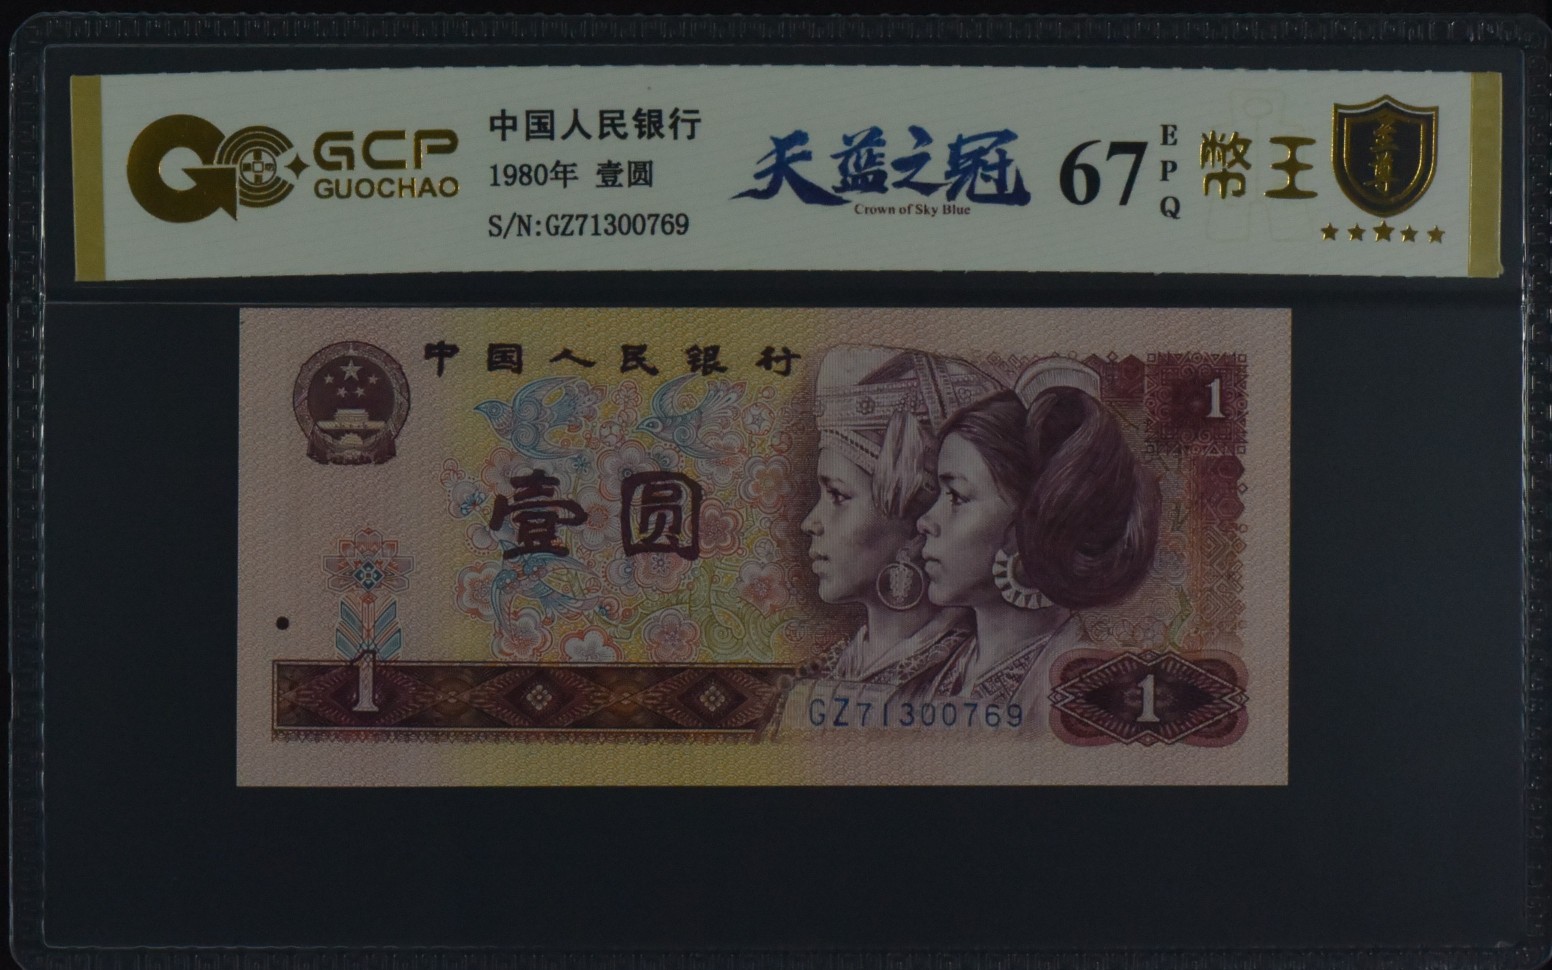 GCP
GUOCHAO
中国人民银行
1980年 壹圆
S/N:GZ71300769
天蓝之冠
Crown of Sky Blue
67
EPQ
幣王
至尊
中国人民银行
1
壹圆
1
GZ71300769
1